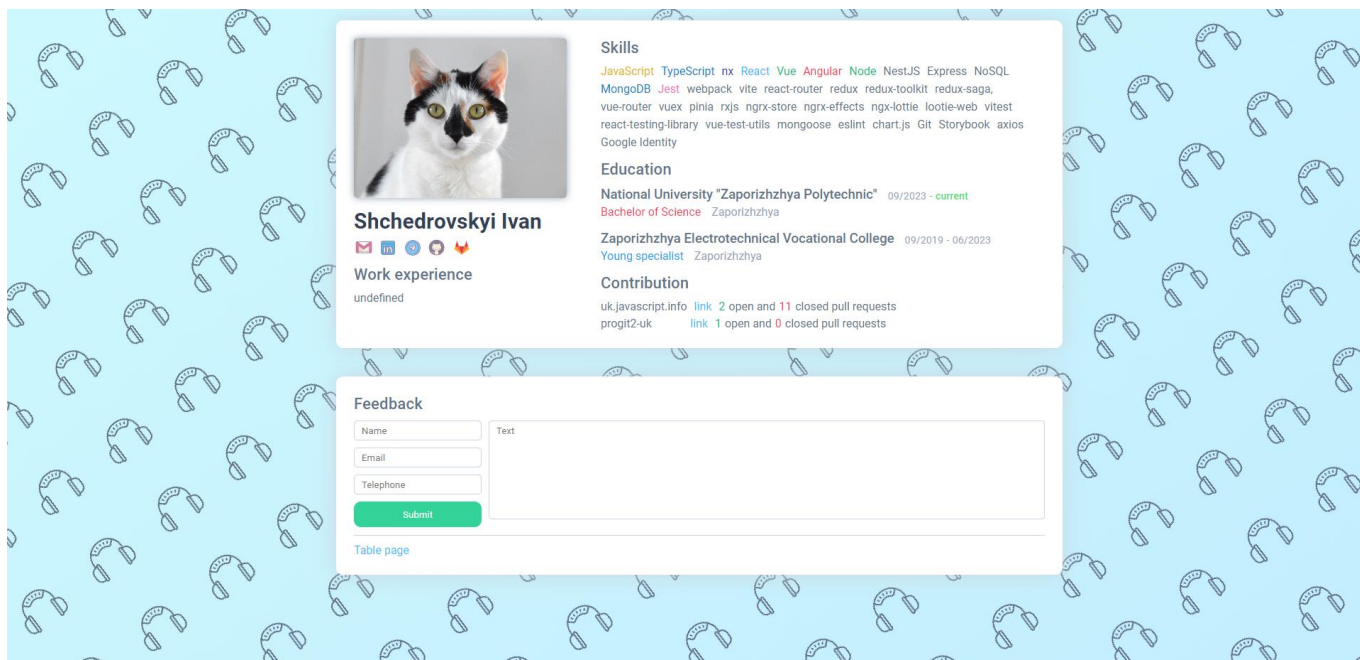 Shchedrovskyi Ivan
Work experience
undefined
Skills
JavaScript TypeScript nx React Vue Angular Node NestJS Express NoSQL
MongoDB Jest webpack vite react-router redux redux-toolkit redux-saga,
vue-router vuex pinia rxjs ngrx-store ngrx-effects ngx-lottie lootie-web vitest
react-testing-library vue-test-utils mongoose eslint chart.js Git Storybook axios
Google Identity
Education
National University "Zaporizhzhya Polytechnic" 09/2023 - current
Bachelor of Science Zaporizhzhya
Zaporizhzhya Electrotechnical Vocational College 09/2019 - 06/2023
Young specialist Zaporizhzhya
Contribution
uk.javascript.info link 2 open and 11 closed pull requests
progit2-uk link 1 open and 0 closed pull requests
Feedback
Name
Email
Telephone
Submit
Text
Table page